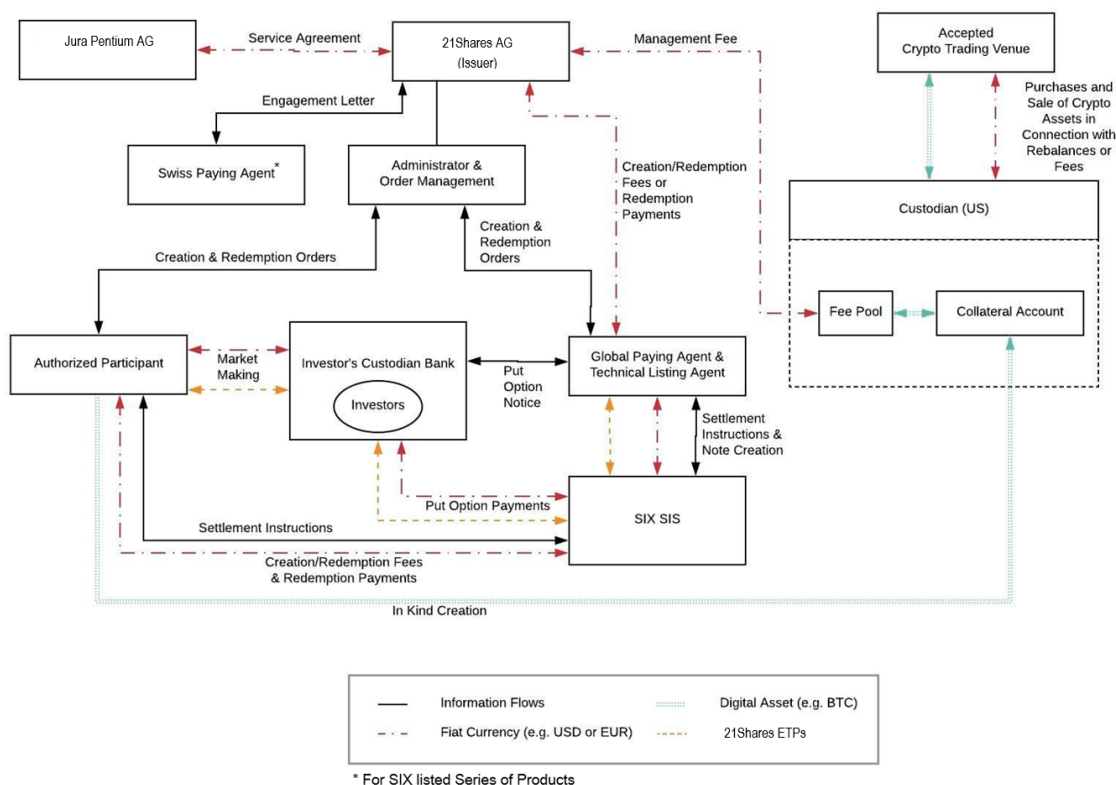 Jura Pentium AG
Service Agreement
21Shares AG
(Issuer)
Management Fee
Accepted
Crypto Trading Venue
Engagement Letter
Purchases and
Sale of Crypto
Assets in
Connection with
Rebalances or
Fees
Swiss Paying Agent*
Administrator &
Order Management
Creation/Redemption
Fees or
Redemption
Payments
Custodian (US)
Creation &
Redemption
Orders
Creation & Redemption Orders
Fee Pool
Collateral Account
Authorized Participant
Market
Making
Investor's Custodian Bank
Investors
Put
Option
Notice
Global Paying Agent &
Technical Listing Agent
Settlement
Instructions &
Note Creation
Put Option Payments
SIX SIS
Settlement Instructions
Creation/Redemption Fees
& Redemption Payments
In Kind Creation
Information Flows
Digital Asset (e.g. BTC)
Fiat Currency (e.g. USD or EUR)
21Shares ETPs
* For SIX listed Series of Products